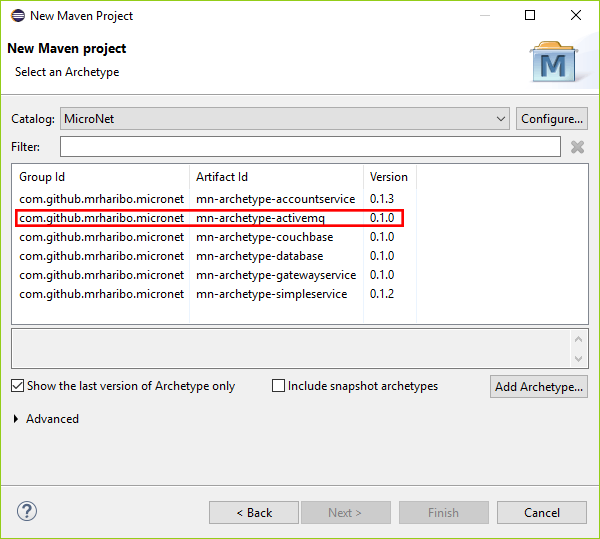 New Maven Project
New Maven project
Select an Archetype
M
Catalog: MicroNet Configure...
Filter:
Group Id Artifact Id Version
com.github.mrharibo.micronet mn-archetype-accountservice 0.1.3
com.github.mrharibo.micronet mn-archetype-activemq 0.1.0
com.github.mrharibo.micronet mn-archetype-couchbase 0.1.0
com.github.mrharibo.micronet mn-archetype-database 0.1.0
com.github.mrharibo.micronet mn-archetype-gatewayservice 0.1.0
com.github.mrharibo.micronet mn-archetype-simpleservice 0.1.2
Show the last version of Archetype only Include snapshot archetypes Add Archetype...
Advanced
? < Back Next > Finish Cancel